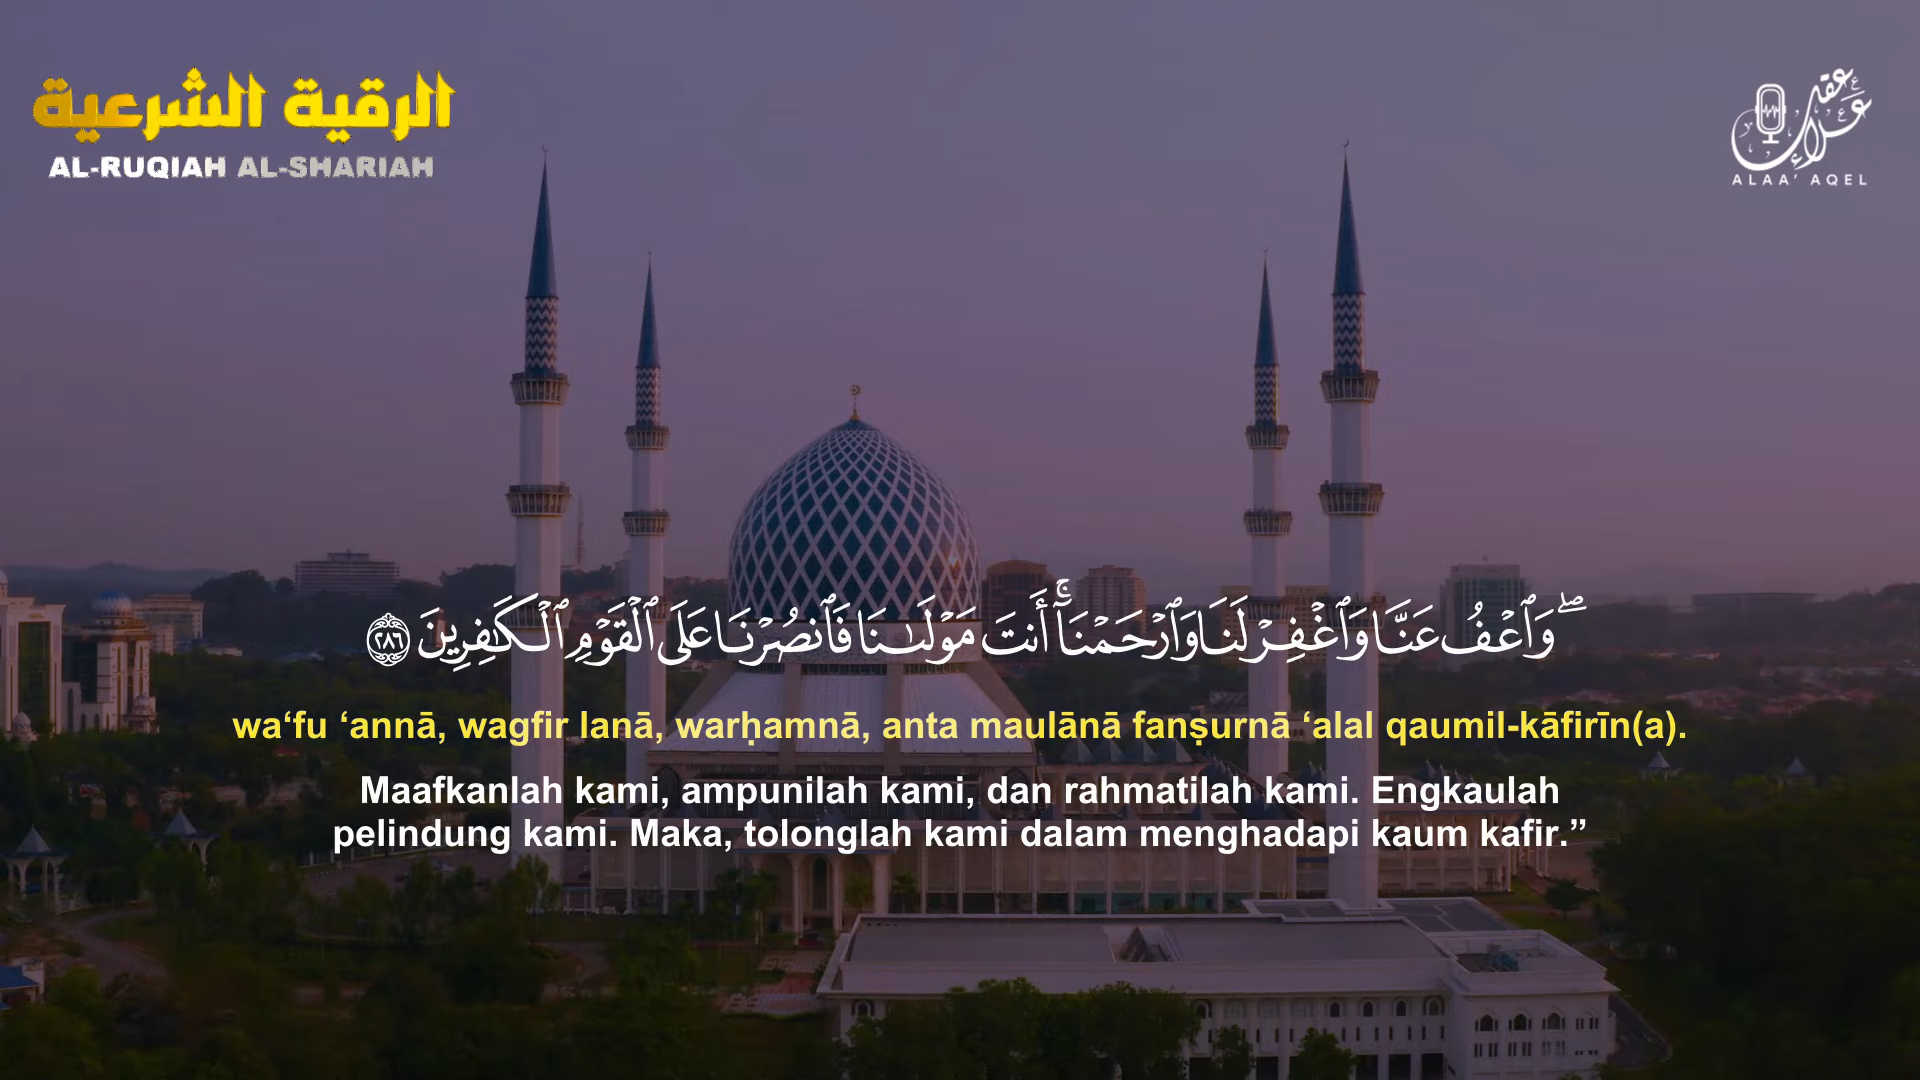 الرقية الشرعية
AL-RUQIAH AL-SHARIAH
علاء عقل
ALAA' AQEL
ۖ وَٱعْفُ عَنَّا وَٱغْفِرْ لَنَا وَٱرْحَمْنَآ ۚ أَنتَ مَوْلَىٰنَا فَٱنصُرْنَا عَلَى ٱلْقَوْمِ ٱلْكَـٰفِرِينَ ٢٨٦
wa‘fu ‘annā, wagfir lanā, warḥamnā, anta maulānā fanṣurnā ‘alal qaumil-kāfirīn(a).
Maafkanlah kami, ampunilah kami, dan rahmatilah kami. Engkaulah
pelindung kami. Maka, tolonglah kami dalam menghadapi kaum kafir.”